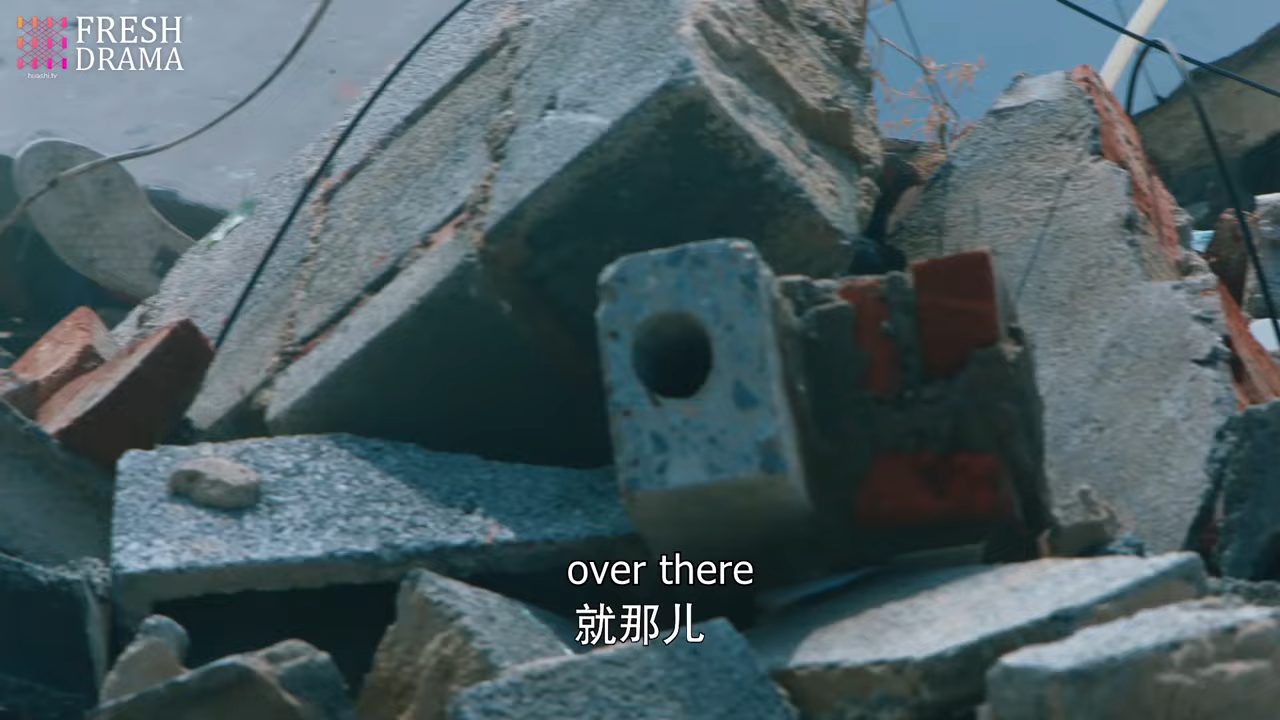 FRESH
DRAMA
huashi.tv
over there
就那儿